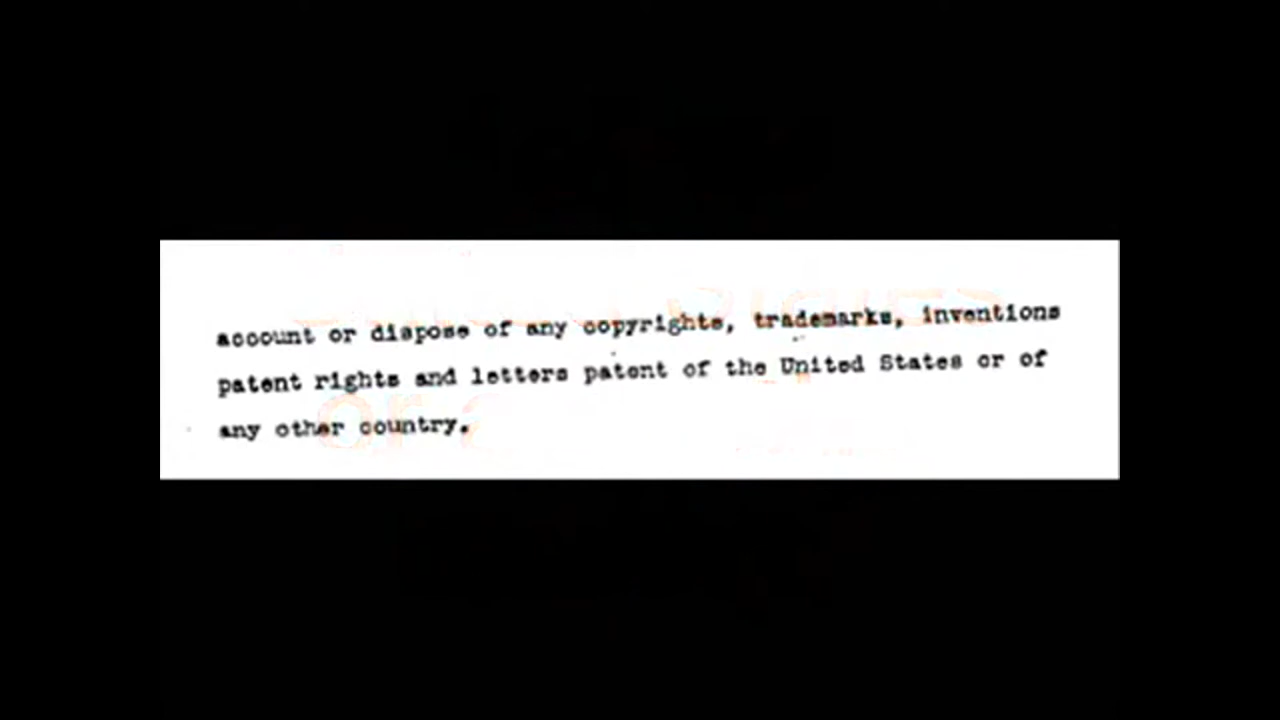 account or dispose of any copyrights, trademarks, inventions
patent rights and letters patent of the United States or of
any other country.